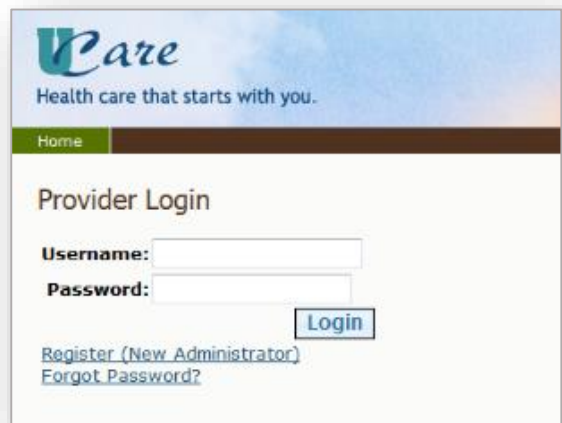 UCare
Health care that starts with you.
Home
Provider Login
Username:
Password:
Login
Register (New Administrator)
Forgot Password?